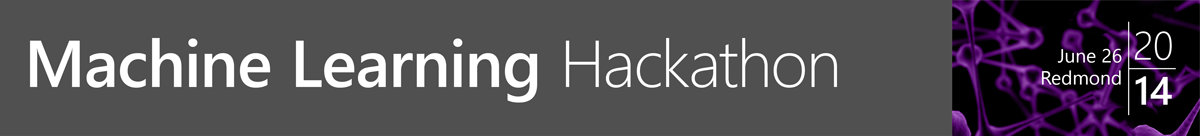 Machine Learning Hackathon
June 26
Redmond
20
14